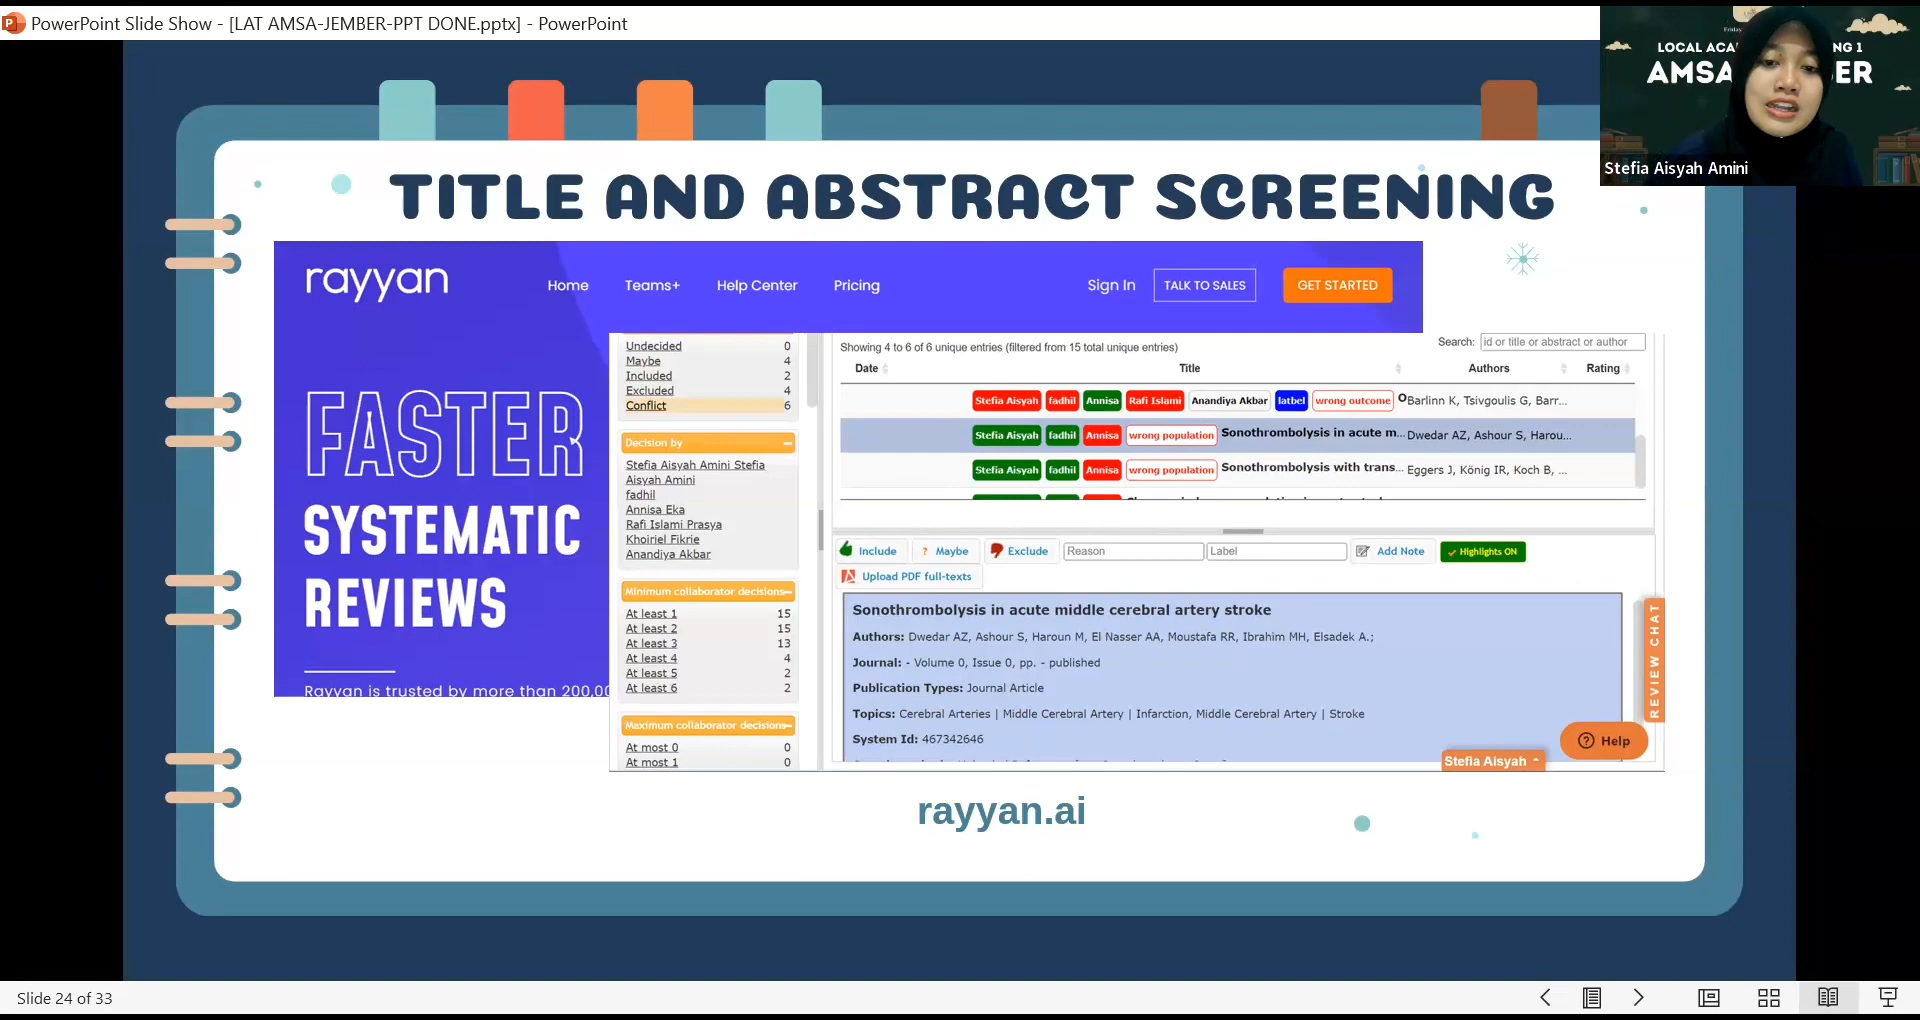 PowerPoint Slide Show - [LAT AMSA-JEMBER-PPT DONE.pptx] - PowerPoint
Friday
LOCAL ACA NG 1
AMSA ER
Stefia Aisyah Amini
TITLE AND ABSTRACT SCREENING
rayyan
Home Teams+ Help Center Pricing Sign In TALK TO SALES GET STARTED
FASTER
SYSTEMATIC
REVIEWS
Rayyan is trusted by more than 200,00
Undecided 0
Maybe 4
Included 2
Excluded 4
Conflict 6
Decision by
Stefia Aisyah Amini Stefia
Aisyah Amini
fadhil
Annisa Eka
Rafi Islami Prasya
Khoiriel Fikrie
Anandiya Akbar
Minimum collaborator decisions
At least 1 15
At least 2 15
At least 3 13
At least 4 4
At least 5 2
At least 6 2
Maximum collaborator decisions
At most 0 0
At most 1 0
Showing 4 to 6 of 6 unique entries (filtered from 15 total unique entries)
Search: id or title or abstract or author
Date Title Authors Rating
Stefia Aisyah fadhil Annisa Rafi Islami Anandiya Akbar latbel wrong outcome O Barlinn K, Tsivgoulis G, Barr...
Stefia Aisyah fadhil Annisa wrong population Sonothrombolysis in acute m... Dwedar AZ, Ashour S, Harou...
Stefia Aisyah fadhil Annisa wrong population Sonothrombolysis with trans... Eggers J, König IR, Koch B, ...
Include ? Maybe Exclude Reason Label Add Note Highlights ON
Upload PDF full-texts
Sonothrombolysis in acute middle cerebral artery stroke
Authors: Dwedar AZ, Ashour S, Haroun M, El Nasser AA, Moustafa RR, Ibrahim MH, Elsadek A.;
Journal: - Volume 0, Issue 0, pp. - published
Publication Types: Journal Article
Topics: Cerebral Arteries | Middle Cerebral Artery | Infarction, Middle Cerebral Artery | Stroke
System Id: 467342646
REVIEW CHAT
Help
Stefia Aisyah
rayyan.ai
Slide 24 of 33